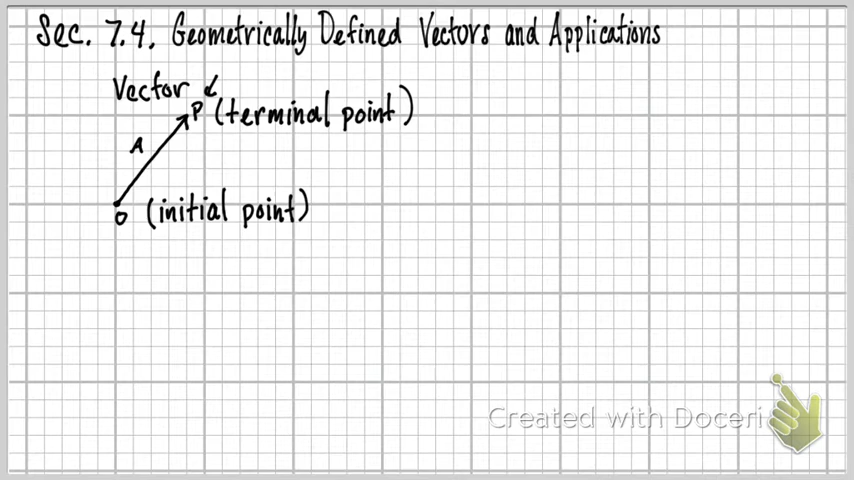 Sec. 7.4. Geometrically Defined Vectors and Applications
Vector
P (terminal point)
A
O (initial point)
Created with Doceri